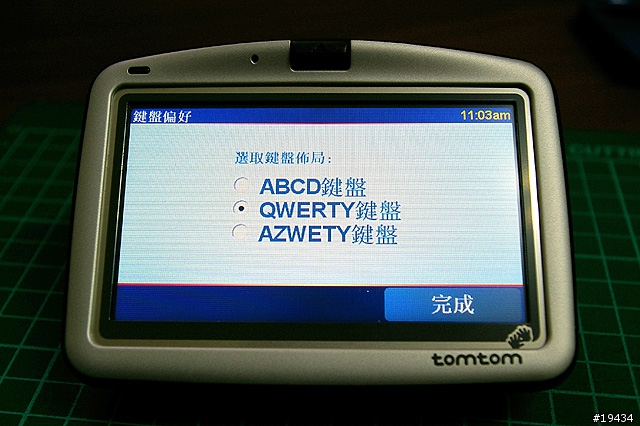 鍵盤偏好 11:03am
選取鍵盤佈局:
ABCD鍵盤
QWERTY鍵盤
AZWETY鍵盤
完成
tomtom
#19434